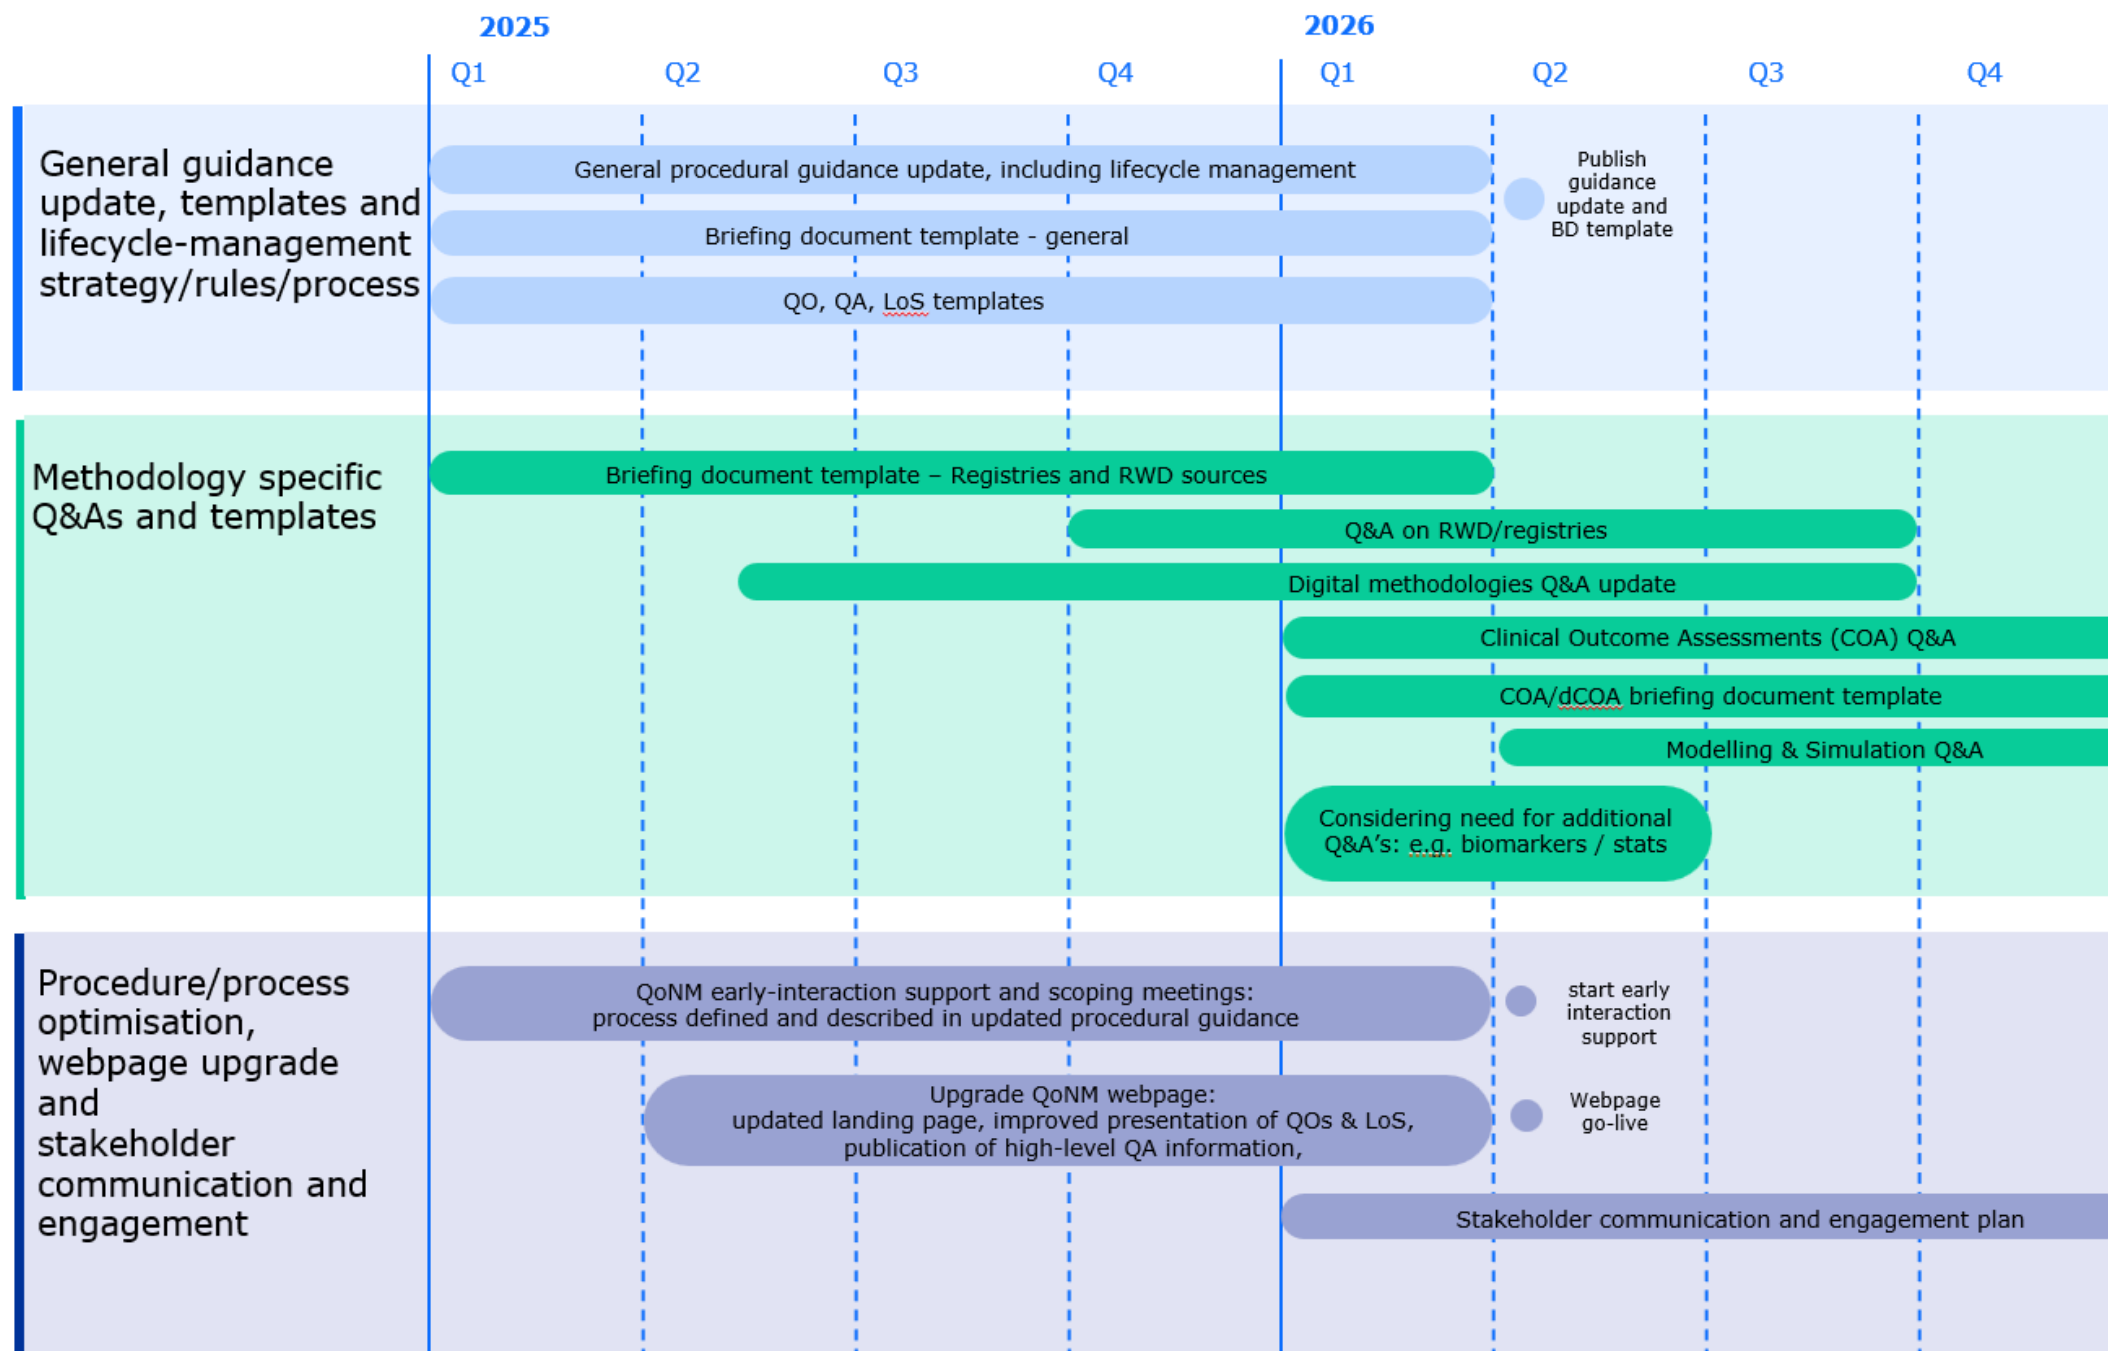 2025
2026
Q1
Q2
Q3
Q4
Q1
Q2
Q3
Q4
General guidance
update, templates and
lifecycle-management
strategy/rules/process
General procedural guidance update, including lifecycle management
Briefing document template - general
QO, QA, LoS templates
Publish
guidance
update and
BD template
Methodology specific
Q&As and templates
Briefing document template – Registries and RWD sources
Q&A on RWD/registries
Digital methodologies Q&A update
Clinical Outcome Assessments (COA) Q&A
COA/dCOA briefing document template
Modelling & Simulation Q&A
Considering need for additional
Q&A’s: e.g. biomarkers / stats
Procedure/process
optimisation,
webpage upgrade
and
stakeholder
communication and
engagement
QoNM early-interaction support and scoping meetings:
process defined and described in updated procedural guidance
start early
interaction
support
Upgrade QoNM webpage:
updated landing page, improved presentation of QOs & LoS,
publication of high-level QA information,
Webpage
go-live
Stakeholder communication and engagement plan